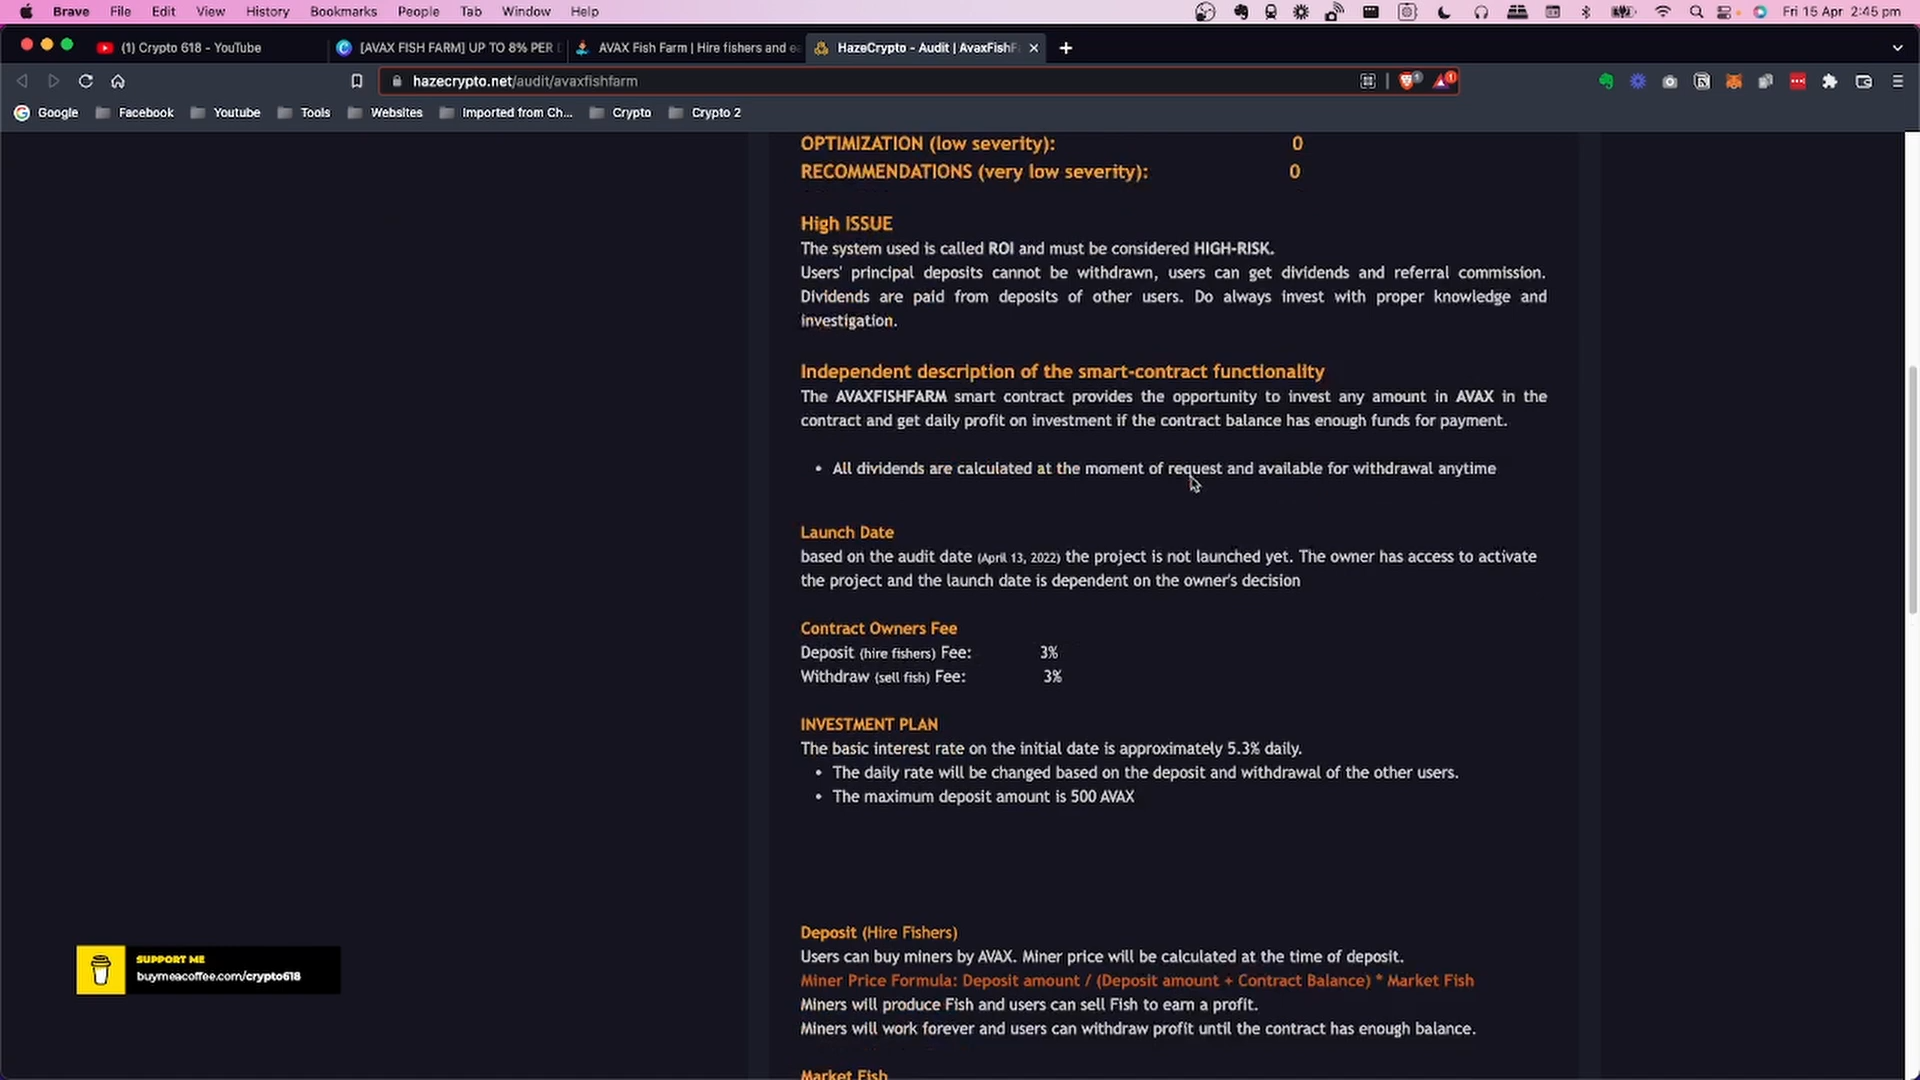 Brave File Edit View History Bookmarks People Tab Window Help Fri 15 Apr 2:45 pm
(1) Crypto 618 - YouTube [AVAX FISH FARM] UP TO 8% PER AVAX Fish Farm | Hire fishers and ea HazeCrypto - Audit | AvaxFishF
hazecrypto.net/audit/avaxfishfarm
Google Facebook Youtube Tools Websites Imported from Ch... Crypto Crypto 2
OPTIMIZATION (low severity): 0
RECOMMENDATIONS (very low severity): 0
High ISSUE
The system used is called ROI and must be considered HIGH-RISK.
Users' principal deposits cannot be withdrawn, users can get dividends and referral commission.
Dividends are paid from deposits of other users. Do always invest with proper knowledge and
investigation.
Independent description of the smart-contract functionality
The AVAXFISHFARM smart contract provides the opportunity to invest any amount in AVAX in the
contract and get daily profit on investment if the contract balance has enough funds for payment.
• All dividends are calculated at the moment of request and available for withdrawal anytime
Launch Date
based on the audit date (April 13, 2022) the project is not launched yet. The owner has access to activate
the project and the launch date is dependent on the owner's decision
Contract Owners Fee
Deposit (hire fishers) Fee: 3%
Withdraw (sell fish) Fee: 3%
INVESTMENT PLAN
The basic interest rate on the initial date is approximately 5.3% daily.
• The daily rate will be changed based on the deposit and withdrawal of the other users.
• The maximum deposit amount is 500 AVAX
Deposit (Hire Fishers)
Users can buy miners by AVAX. Miner price will be calculated at the time of deposit.
Miner Price Formula: Deposit amount / (Deposit amount + Contract Balance) * Market Fish
Miners will produce Fish and users can sell Fish to earn a profit.
Miners will work forever and users can withdraw profit until the contract has enough balance.
Market Fish
SUPPORT ME
buymeacoffee.com/crypto618